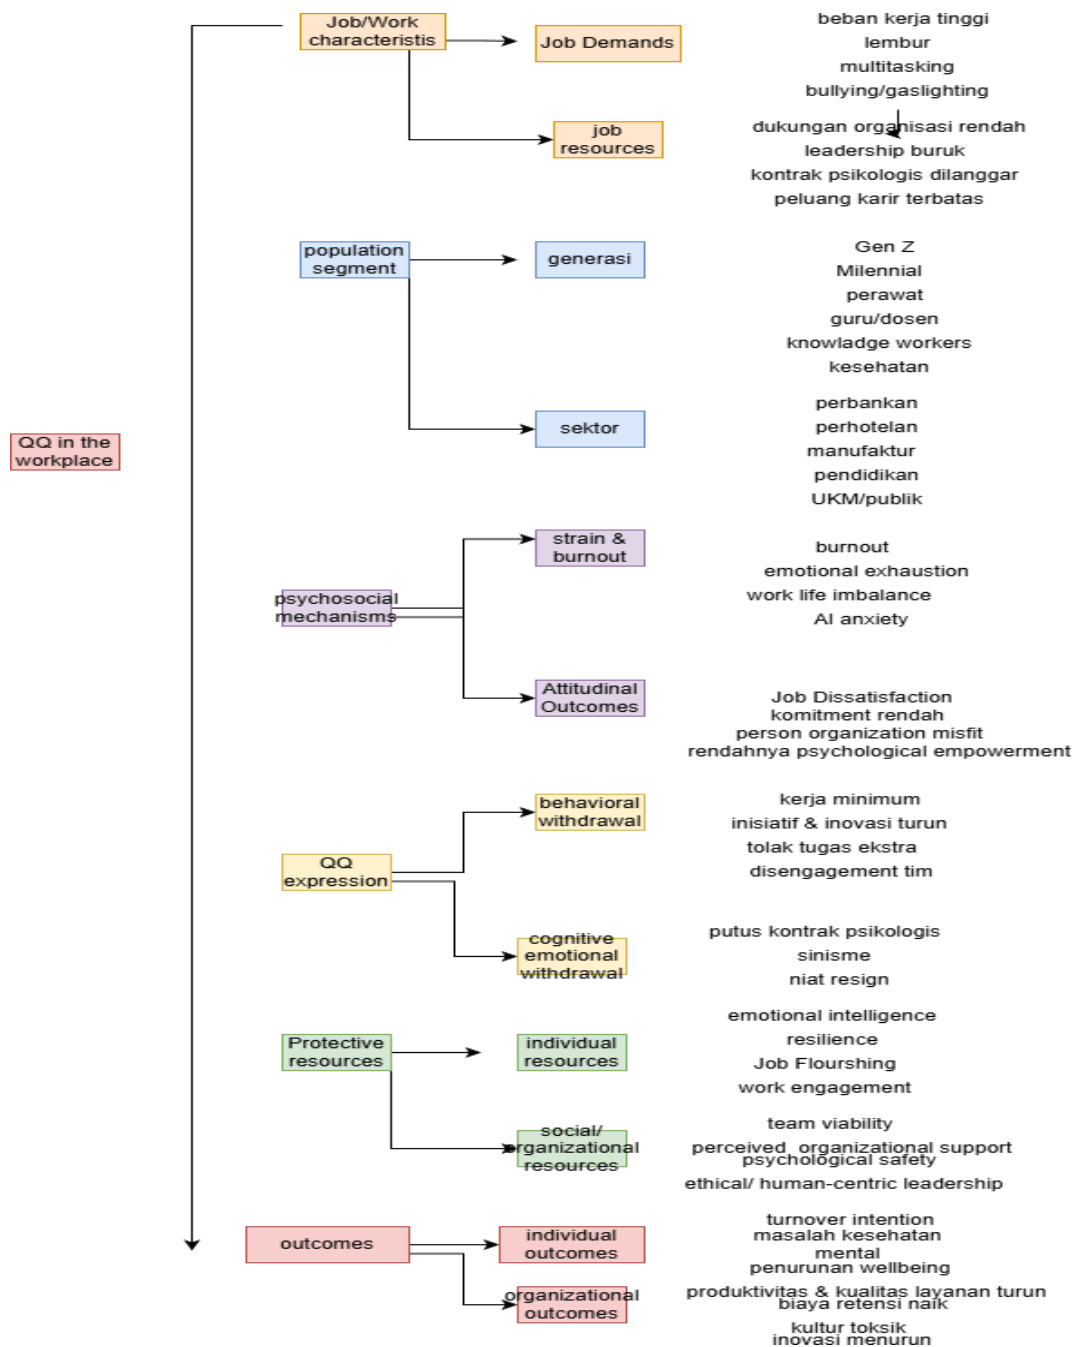 Job/Work
characteristis
Job Demands
beban kerja tinggi
lembur
multitasking
bullying/gaslighting
job
resources
dukungan organisasi rendah
leadership buruk
kontrak psikologis dilanggar
peluang karir terbatas
population
segment
generasi
Gen Z
Milennial
perawat
guru/dosen
knowladge workers
kesehatan
sektor
perbankan
perhotelan
manufaktur
pendidikan
UKM/publik
QQ in the
workplace
psychosocial
mechanisms
strain &
burnout
burnout
emotional exhaustion
work life imbalance
AI anxiety
Attitudinal
Outcomes
Job Dissatisfaction
komitment rendah
person organization misfit
rendahnya psychological empowerment
QQ
expression
behavioral
withdrawal
kerja minimum
inisiatif & inovasi turun
tolak tugas ekstra
disengagement tim
cognitive
emotional
withdrawal
putus kontrak psikologis
sinisme
niat resign
Protective
resources
individual
resources
emotional intelligence
resilience
Job Flourshing
work engagement
social/
organizational
resources
team viability
perceived organizational support
psychological safety
ethical/ human-centric leadership
outcomes
individual
outcomes
turnover intention
masalah kesehatan
mental
penurunan wellbeing
organizational
outcomes
produktivitas & kualitas layanan turun
biaya retensi naik
kultur toksik
inovasi menurun